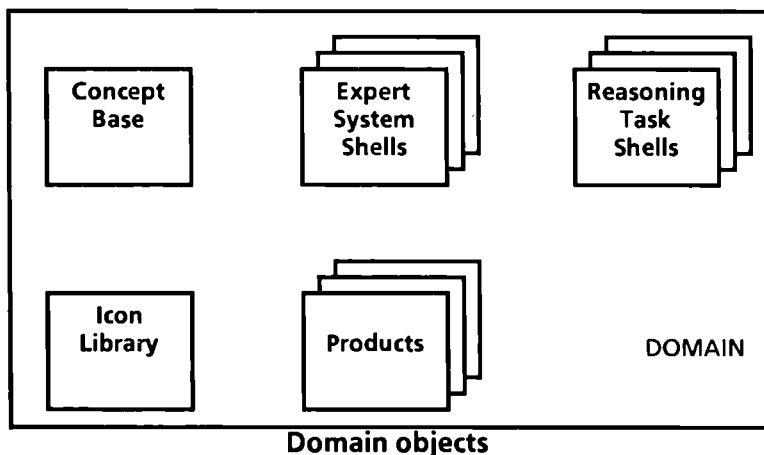 Concept
Base
Expert
System
Shells
Reasoning
Task
Shells
Icon
Library
Products
DOMAIN
Domain objects